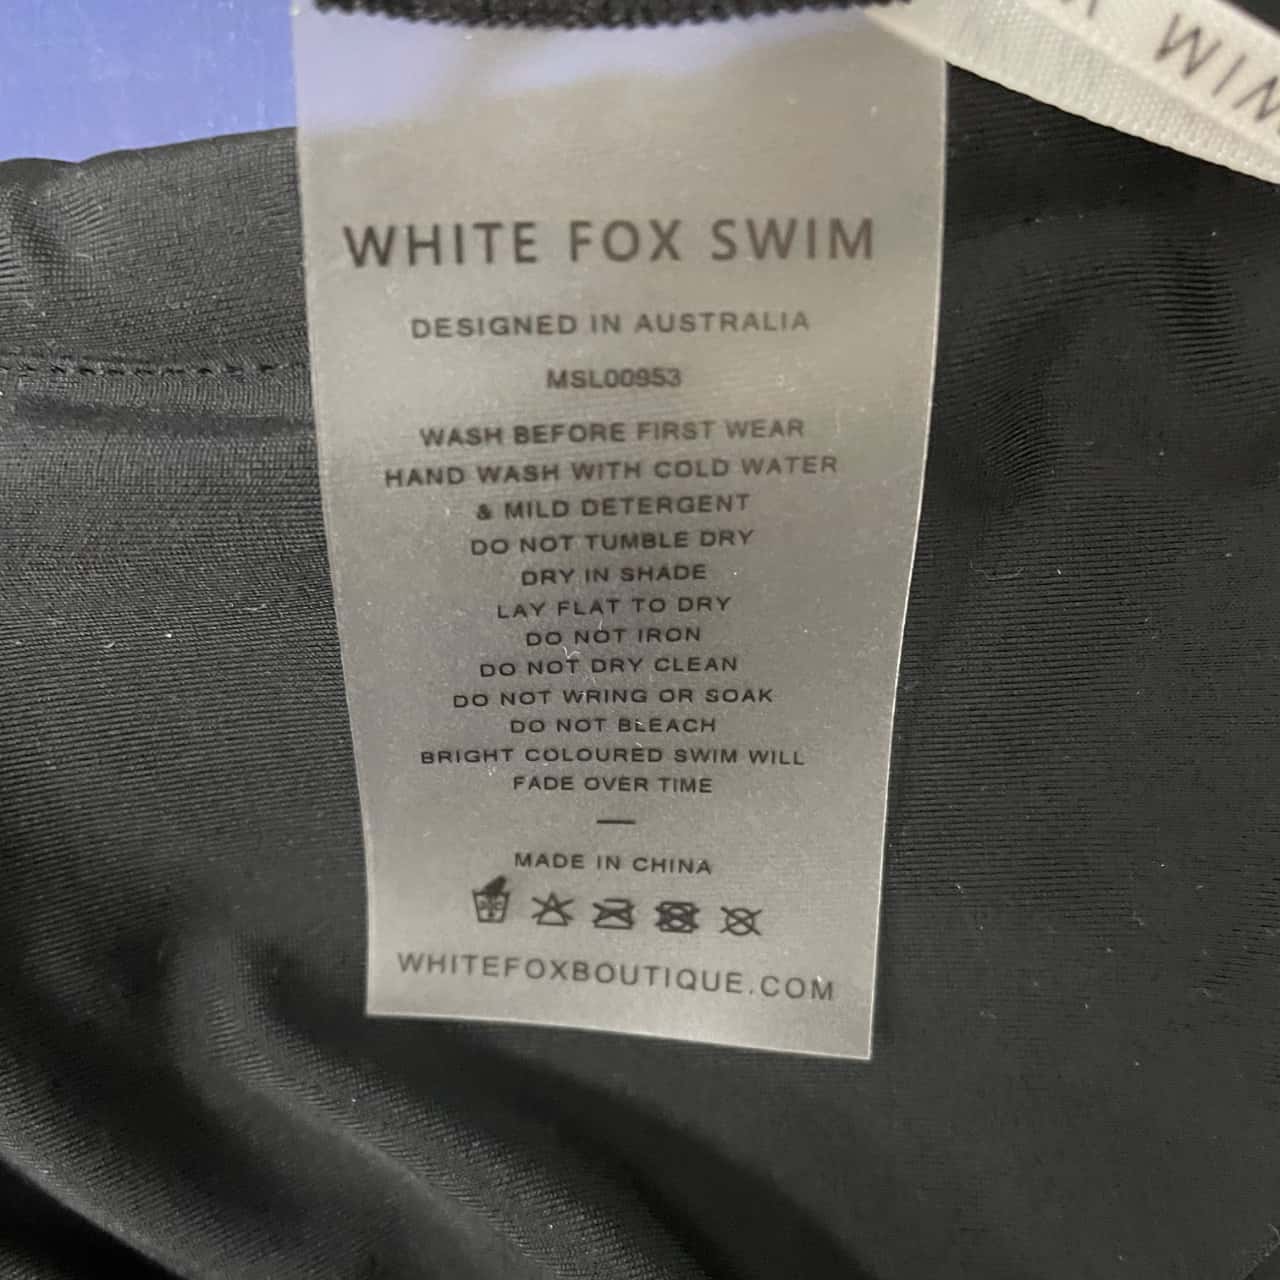 WHITE FOX SWIM
DESIGNED IN AUSTRALIA
MSL00953
WASH BEFORE FIRST WEAR
HAND WASH WITH COLD WATER
& MILD DETERGENT
DO NOT TUMBLE DRY
DRY IN SHADE
LAY FLAT TO DRY
DO NOT IRON
DO NOT DRY CLEAN
DO NOT WRING OR SOAK
DO NOT BLEACH
BRIGHT COLOURED SWIM WILL
FADE OVER TIME
—
MADE IN CHINA
WHITEFOXBOUTIQUE.COM